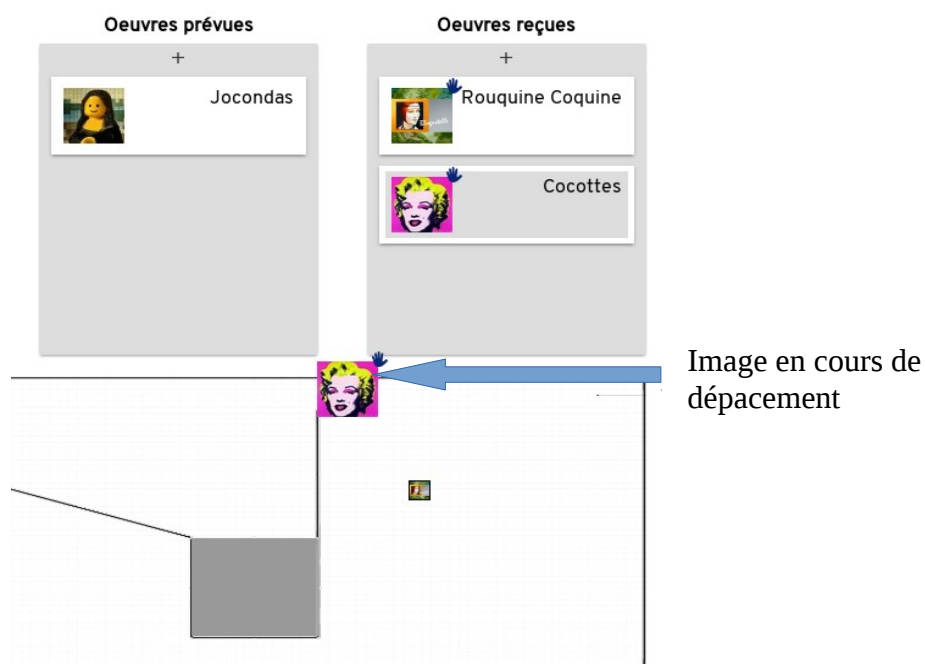 Oeuvres prévues
+
Jocondas
Oeuvres reçues
+
Rouquine Coquine
Cocottes
Image en cours de
dépacement